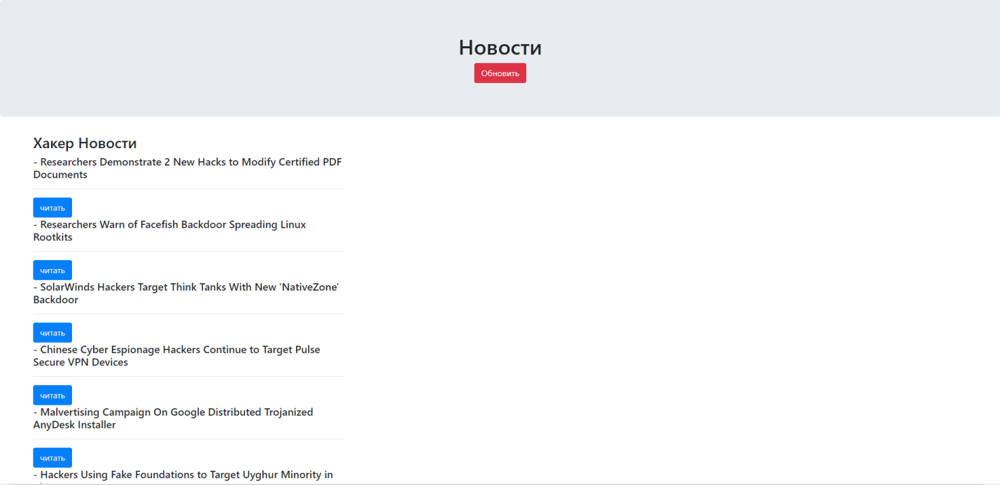 Новости
Обновить
Хакер Новости
- Researchers Demonstrate 2 New Hacks to Modify Certified PDF
Documents
читать
- Researchers Warn of Facefish Backdoor Spreading Linux
Rootkits
читать
- SolarWinds Hackers Target Think Tanks With New 'NativeZone'
Backdoor
читать
- Chinese Cyber Espionage Hackers Continue to Target Pulse
Secure VPN Devices
читать
- Malvertising Campaign On Google Distributed Trojanized
AnyDesk Installer
читать
- Hackers Using Fake Foundations to Target Uyghur Minority in